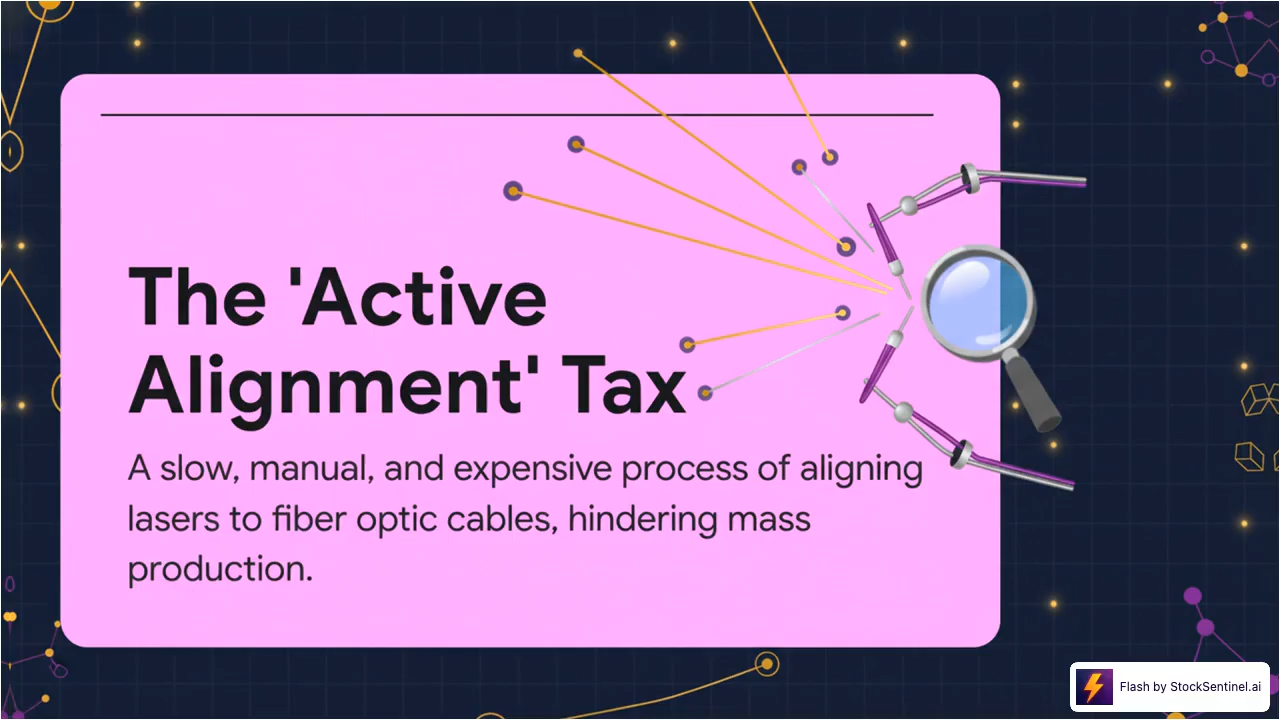 The 'Active
Alignment' Tax
A slow, manual, and expensive process of aligning
lasers to fiber optic cables, hindering mass
production.
Flash by StockSentinel.ai